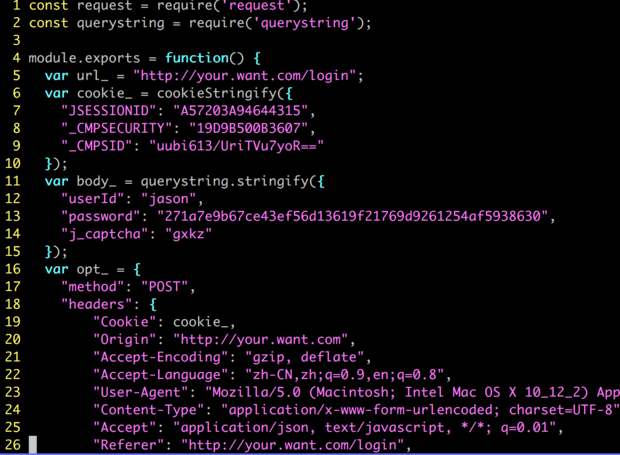 1 const request = require('request');
2 const querystring = require('querystring');
3
4 module.exports = function() {
5   var url_ = "http://your.want.com/login";
6   var cookie_ = cookieStringify({
7     "JSESSIONID": "A57203A94644315",
8     "_CMPSECURITY": "19D9B500B3607",
9     "_CMPSID": "uubi613/UriTVu7yoR=="
10   });
11   var body_ = querystring.stringify({
12     "userId": "jason",
13     "password": "271a7e9b67ce43ef56d13619f21769d9261254af5938630",
14     "j_captcha": "gxkz"
15   });
16   var opt_ = {
17     "method": "POST",
18     "headers": {
19         "Cookie": cookie_,
20         "Origin": "http://your.want.com",
21         "Accept-Encoding": "gzip, deflate",
22         "Accept-Language": "zh-CN,zh;q=0.9,en;q=0.8",
23         "User-Agent": "Mozilla/5.0 (Macintosh; Intel Mac OS X 10_12_2) App
24         "Content-Type": "application/x-www-form-urlencoded; charset=UTF-8"
25         "Accept": "application/json, text/javascript, */*; q=0.01",
26         "Referer": "http://your.want.com/login",